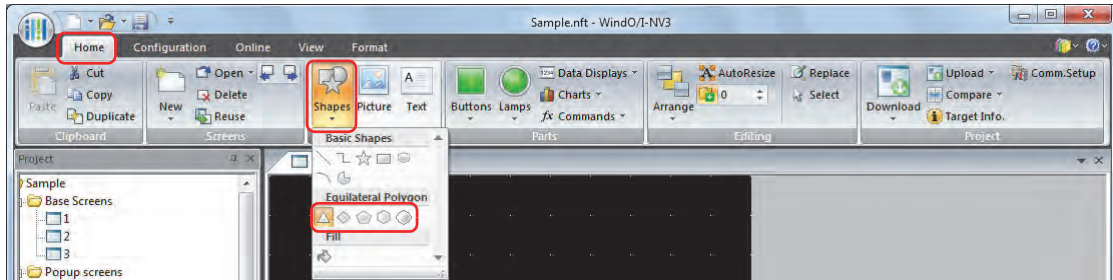 Sample.nft - WindO/I-NV3
Home Configuration Online View Format
Cut
Copy
Duplicate
Paste
Clipboard
New
Open
Delete
Reuse
Screens
Shapes
Picture
A
Text
Buttons
Lamps
1234 Data Displays
Charts
fx Commands
Parts
Arrange
AutoResize
0
Replace
Select
Editing
Download
Upload
Compare
Target Info.
Comm.Setup
Project
Basic Shapes
Equilateral Polygon
Fill
Project
Sample
Base Screens
1
2
3
Popup screens